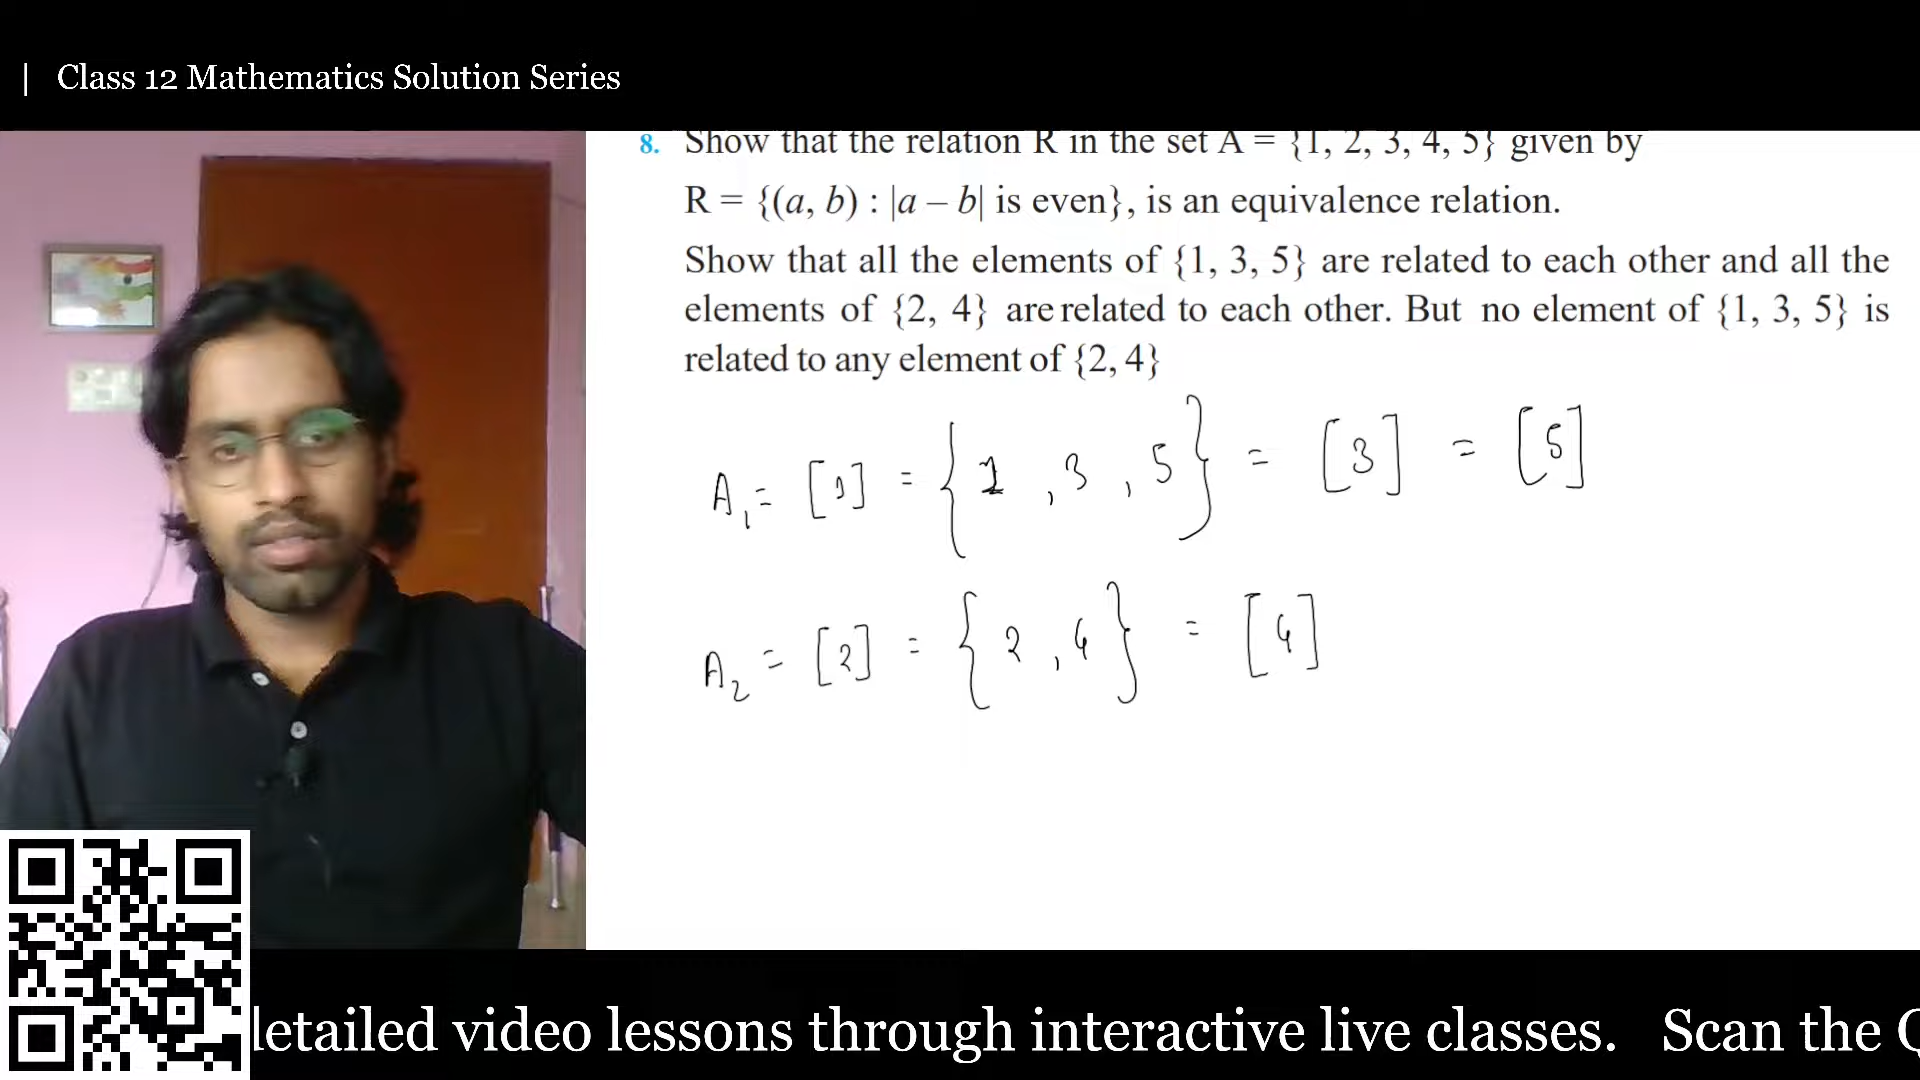 | Class 12 Mathematics Solution Series
8. Show that the relation R in the set A = {1, 2, 3, 4, 5} given by
R = {(a, b) : |a – b| is even}, is an equivalence relation.
Show that all the elements of {1, 3, 5} are related to each other and all the
elements of {2, 4} are related to each other. But no element of {1, 3, 5} is
related to any element of {2, 4}
A₁ = [1] = {1, 3, 5} = [3] = [5]
A₂ = [2] = {2, 4} = [4]
video lessons through interactive live classes. Scan the